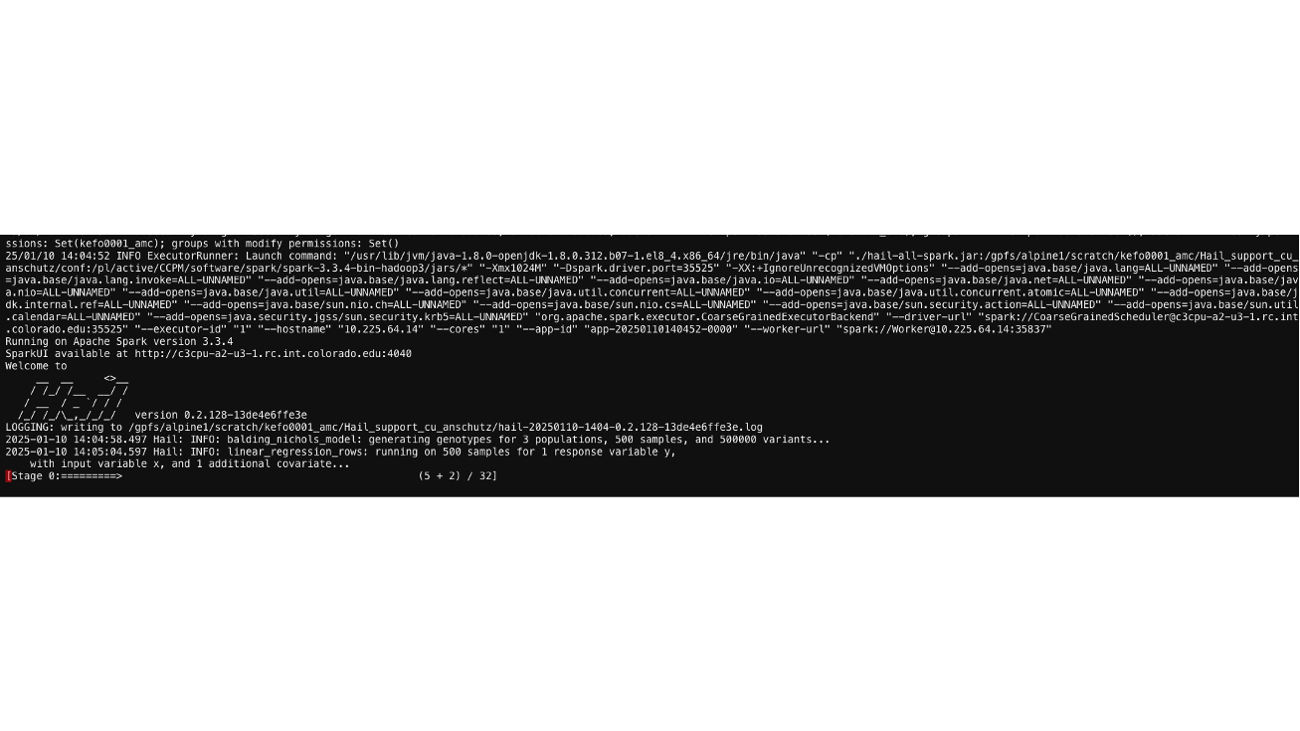 ssions: Set(kefo0001_amc); groups with modify permissions: Set()
25/01/10 14:04:52 INFO ExecutorRunner: Launch command: "/usr/lib/jvm/java-1.8.0-openjdk-1.8.0.312.b07-1.el8_4.x86_64/jre/bin/java" "-cp" "./hail-all-spark.jar:/gpfs/alpine1/scratch/kefo0001_amc/Hail_support_cu_
anschutz/conf:/pl/active/CCPM/software/spark/spark-3.3.4-bin-hadoop3/jars/*" "-Xmx1024M" "-Dspark.driver.port=35525" "-XX:+IgnoreUnrecognizedVMOptions" "--add-opens=java.base/java.lang=ALL-UNNAMED" "--add-opens
=java.base/java.lang.invoke=ALL-UNNAMED" "--add-opens=java.base/java.lang.reflect=ALL-UNNAMED" "--add-opens=java.base/java.io=ALL-UNNAMED" "--add-opens=java.base/java.net=ALL-UNNAMED" "--add-opens=java.base/jav
a.nio=ALL-UNNAMED" "--add-opens=java.base/java.util=ALL-UNNAMED" "--add-opens=java.base/java.util.concurrent=ALL-UNNAMED" "--add-opens=java.base/java.util.concurrent.atomic=ALL-UNNAMED" "--add-opens=java.base/j
dk.internal.ref=ALL-UNNAMED" "--add-opens=java.base/sun.nio.ch=ALL-UNNAMED" "--add-opens=java.base/sun.nio.cs=ALL-UNNAMED" "--add-opens=java.base/sun.security.action=ALL-UNNAMED" "--add-opens=java.base/sun.util
.calendar=ALL-UNNAMED" "--add-opens=java.security.jgss/sun.security.krb5=ALL-UNNAMED" "org.apache.spark.executor.CoarseGrainedExecutorBackend" "--driver-url" "spark://CoarseGrainedScheduler@c3cpu-a2-u3-1.rc.int
.colorado.edu:35525" "--executor-id" "1" "--hostname" "10.225.64.14" "--cores" "1" "--app-id" "app-20250110140452-0000" "--worker-url" "spark://Worker@10.225.64.14:35837"
Running on Apache Spark version 3.3.4
SparkUI available at http://c3cpu-a2-u3-1.rc.int.colorado.edu:4040
Welcome to
     __  __     <>__
    / /_/ /__  __/ /
   / __  / _ `/ / /
  /_/ /_/\_,_/_/_/   version 0.2.128-13de4e6ffe3e
LOGGING: writing to /gpfs/alpine1/scratch/kefo0001_amc/Hail_support_cu_anschutz/hail-20250110-1404-0.2.128-13de4e6ffe3e.log
2025-01-10 14:04:58.497 Hail: INFO: balding_nichols_model: generating genotypes for 3 populations, 500 samples, and 500000 variants...
2025-01-10 14:05:04.597 Hail: INFO: linear_regression_rows: running on 500 samples for 1 response variable y,
    with input variable x, and 1 additional covariate...
[Stage 0:=========>                                                (5 + 2) / 32]